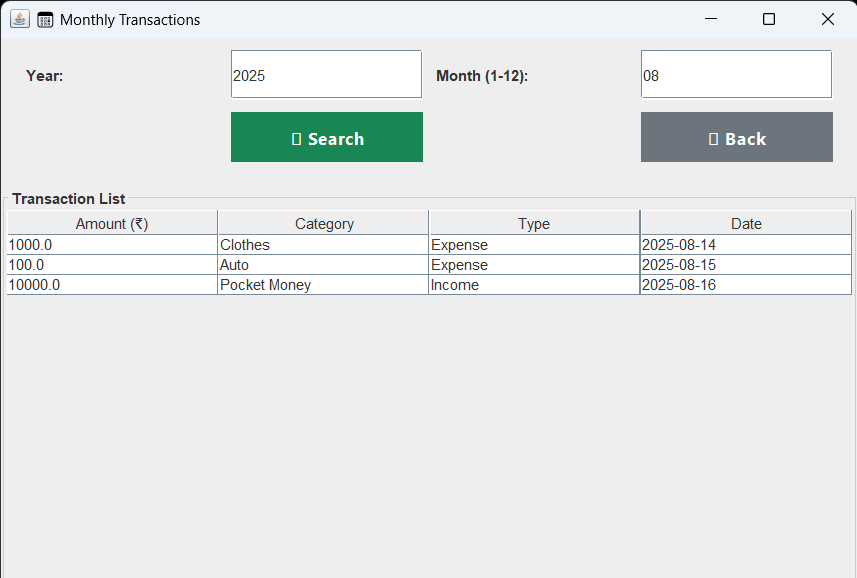 Monthly Transactions
Year: 2025 Month (1-12): 08
Search Back
Transaction List
Amount (₹) Category Type Date
1000.0 Clothes Expense 2025-08-14
100.0 Auto Expense 2025-08-15
10000.0 Pocket Money Income 2025-08-16